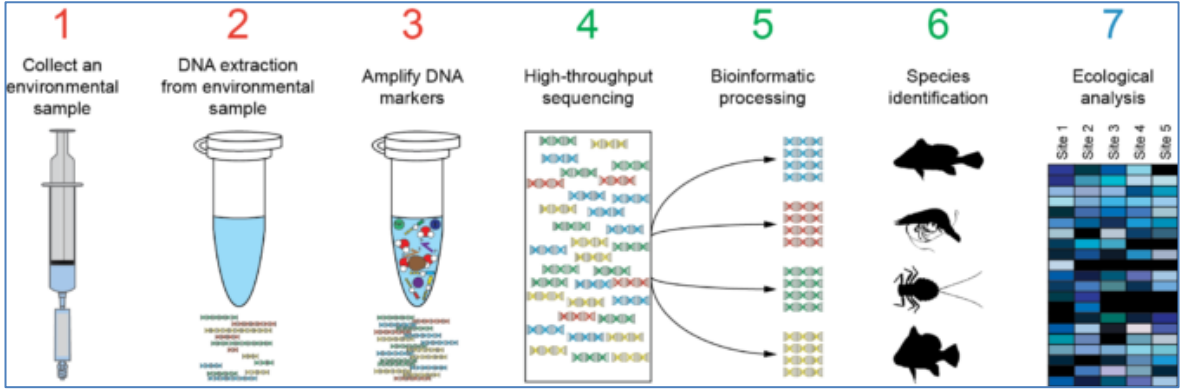 1
Collect an
environmental
sample
2
DNA extraction
from environmental
sample
3
Amplify DNA
markers
4
High-throughput
sequencing
5
Bioinformatic
processing
6
Species
identification
7
Ecological
analysis
Site 1
Site 2
Site 3
Site 4
Site 5